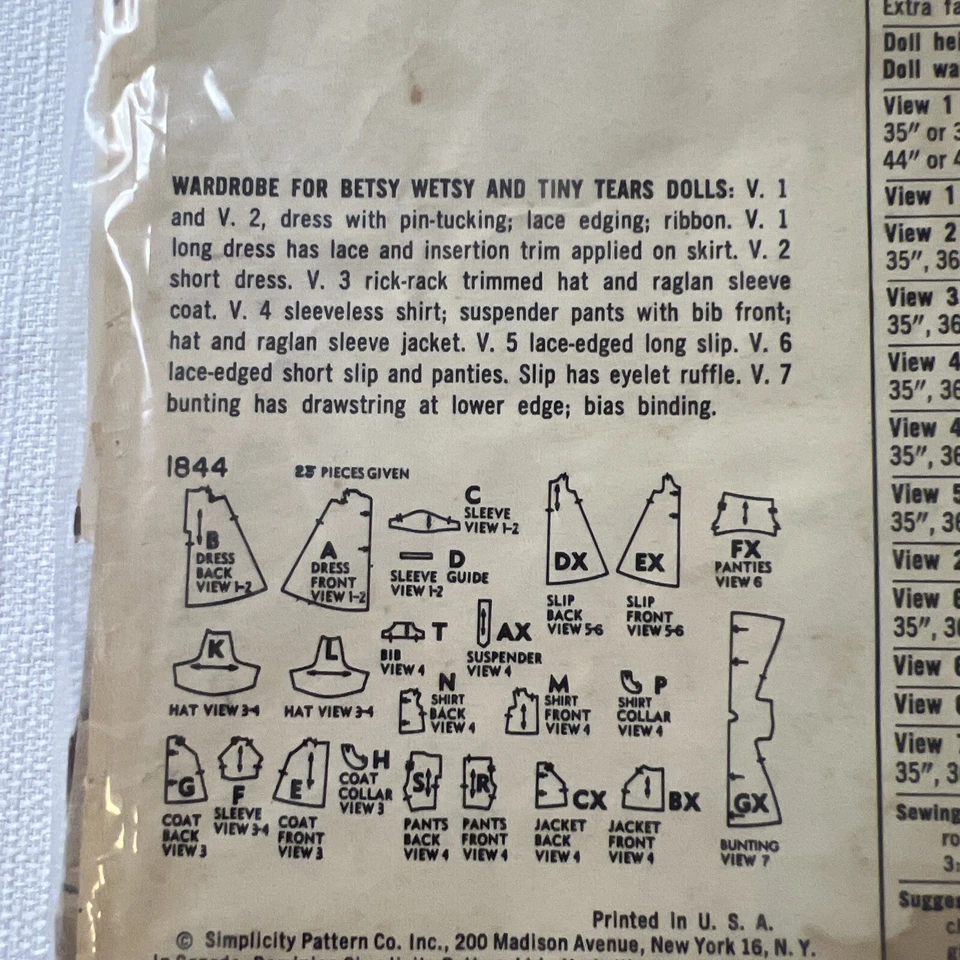 WARDROBE FOR BETSY WETSY AND TINY TEARS DOLLS: V. 1
and V. 2, dress with pin-tucking; lace edging; ribbon. V. 1
long dress has lace and insertion trim applied on skirt. V. 2
short dress. V. 3 rick-rack trimmed hat and raglan sleeve
coat. V. 4 sleeveless shirt; suspender pants with bib front;
hat and raglan sleeve jacket. V. 5 lace-edged long slip. V. 6
lace-edged short slip and panties. Slip has eyelet ruffle. V. 7
bunting has drawstring at lower edge; bias binding.
1844
25 PIECES GIVEN
B
DRESS
BACK
VIEW 1-2
A
DRESS
FRONT
VIEW 1-2
C
SLEEVE
VIEW 1-2
D
SLEEVE GUIDE
VIEW 1-2
DX
SLIP
BACK
VIEW 5-6
EX
SLIP
FRONT
VIEW 5-6
FX
PANTIES
VIEW 6
K
HAT VIEW 3-4
L
HAT VIEW 3-4
T
BIB
VIEW 4
AX
SUSPENDER
VIEW 4
N
SHIRT
BACK
VIEW 4
M
SHIRT
FRONT
VIEW 4
P
SHIRT
COLLAR
VIEW 4
G
COAT
BACK
VIEW 3
F
SLEEVE
VIEW 3-4
E
COAT
FRONT
VIEW 3
H
COAT
COLLAR
VIEW 3
S
PANTS
BACK
VIEW 4
R
PANTS
FRONT
VIEW 4
CX
JACKET
BACK
VIEW 4
BX
JACKET
FRONT
VIEW 4
GX
BUNTING
VIEW 7
Printed in U. S. A.
© Simplicity Pattern Co. Inc., 200 Madison Avenue, New York 16, N. Y.
Extra
Doll
Doll
View 1
35" or
44" or
View 1
View 2
35", 36
View 3
35", 36
View 4
35", 36
View 4
35", 36
View 5
35", 36
View 2
View 6
35",
View 6
View
View 7
35",
Sewing